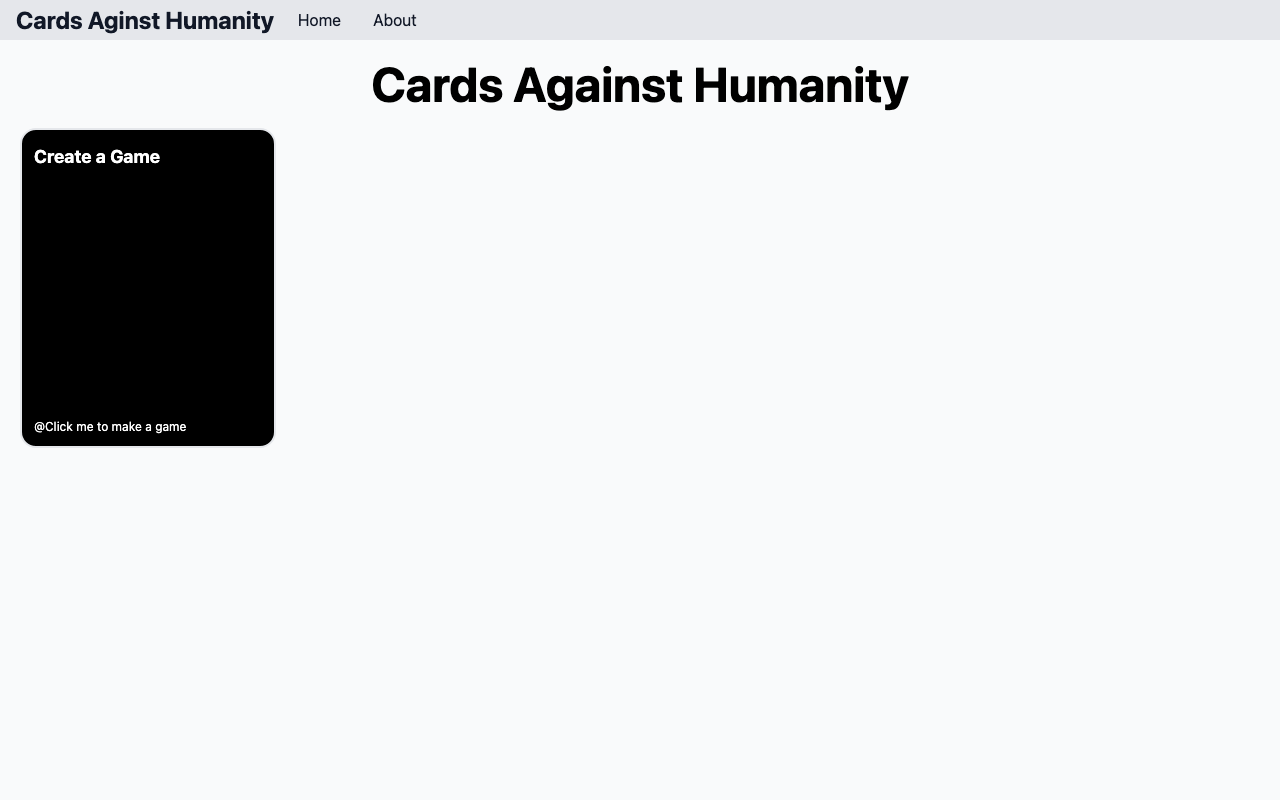 Cards Aginst Humanity Home About
Cards Against Humanity
Create a Game
@Click me to make a game